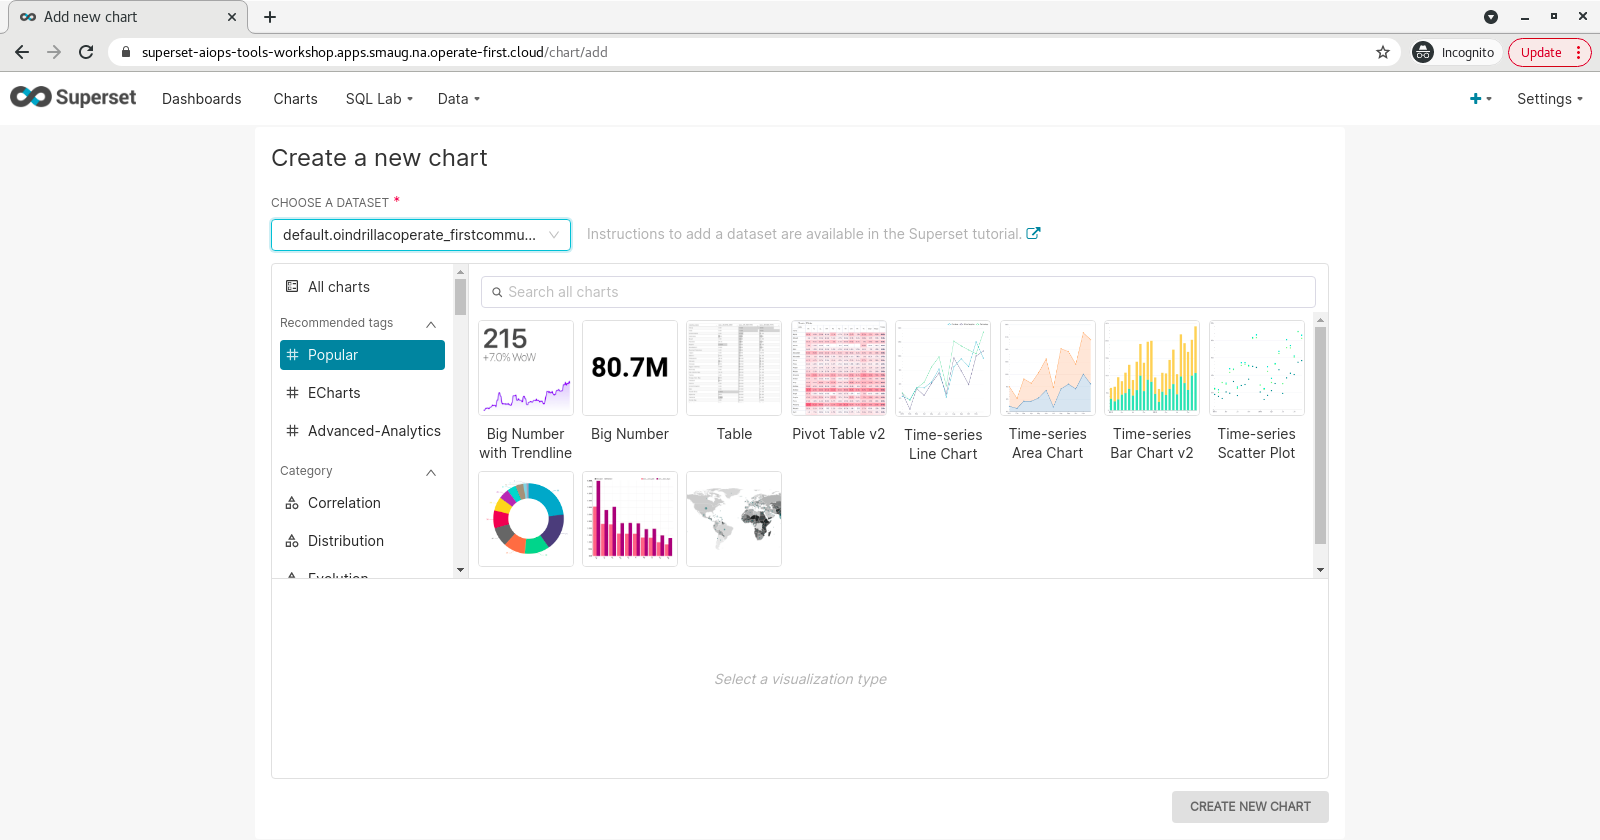 Add new chart
superset-aiops-tools-workshop.apps.smaug.na.operate-first.cloud/chart/add
Incognito
Update
Superset
Dashboards
Charts
SQL Lab
Data
Settings
Create a new chart
CHOOSE A DATASET *
default.oindrillacoperate_firstcommu...
Instructions to add a dataset are available in the Superset tutorial.
All charts
Recommended tags
Popular
ECharts
Advanced-Analytics
Category
Correlation
Distribution
Evolution
Search all charts
215
+7.0% WoW
80.7M
Big Number
with Trendline
Big Number
Table
Pivot Table v2
Time-series
Line Chart
Time-series
Area Chart
Time-series
Bar Chart v2
Time-series
Scatter Plot
Select a visualization type
CREATE NEW CHART